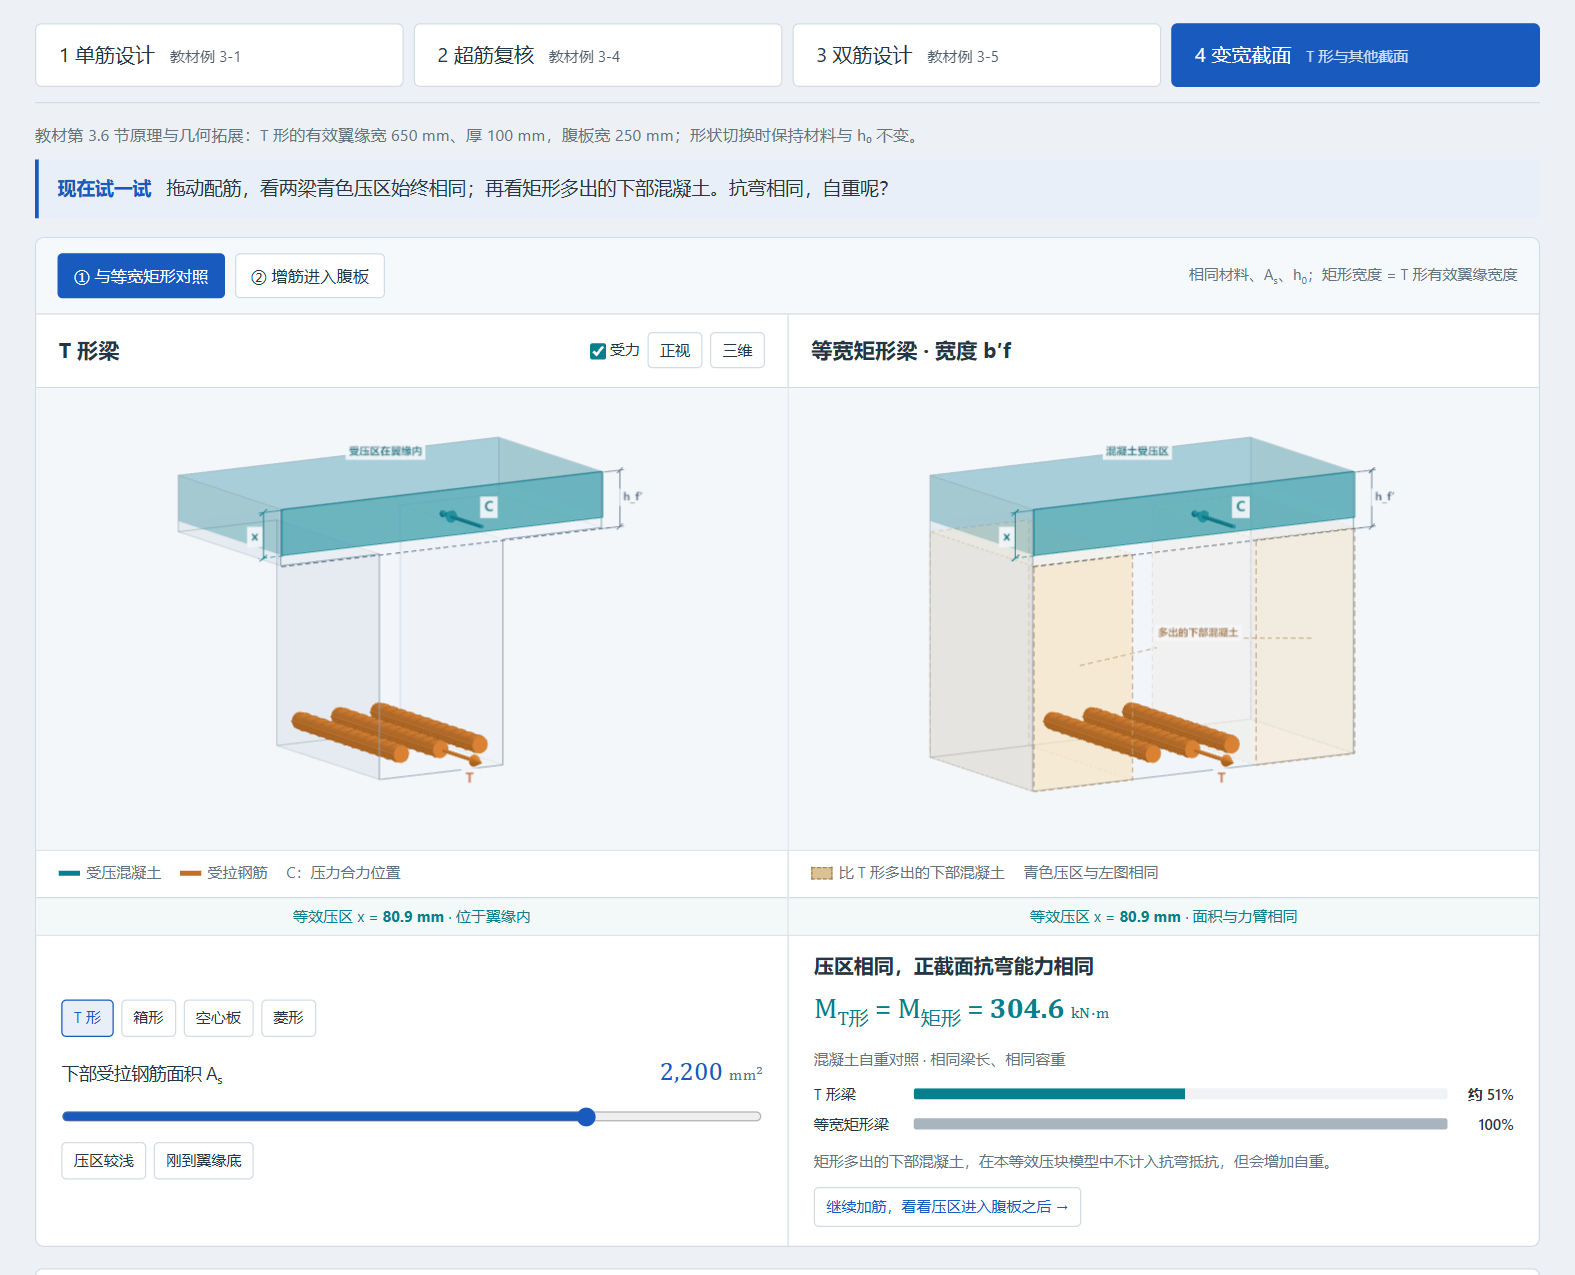 1 单筋设计 教材例 3-1
2 超筋复核 教材例 3-4
3 双筋设计 教材例 3-5
4 变宽截面 T 形与其他截面
教材第 3.6 节原理与几何拓展：T 形的有效翼缘宽 650 mm、厚 100 mm，腹板宽 250 mm；形状切换时保持材料与 h₀ 不变。
现在试一试 拖动配筋，看两梁青色压区始终相同；再看矩形多出的下部混凝土。抗弯相同，自重呢？
① 与等宽矩形对照
② 增筋进入腹板
相同材料、Aₛ、h₀；矩形宽度 = T 形有效翼缘宽度
T 形梁
受力
正视
三维
等宽矩形梁 · 宽度 b′f
受压区在翼缘内
C
h_f'
x
T
混凝土受压区
C
h_f'
x
多出的下部混凝土
T
受压混凝土
受拉钢筋
C：压力合力位置
比 T 形多出的下部混凝土
青色压区与左图相同
等效压区 x = 80.9 mm · 位于翼缘内
等效压区 x = 80.9 mm · 面积与力臂相同
T 形
箱形
空心板
菱形
下部受拉钢筋面积 Aₛ
2,200 mm²
压区较浅
刚到翼缘底
压区相同，正截面抗弯能力相同
M_T形 = M_矩形 = 304.6 kN·m
混凝土自重对照 · 相同梁长、相同容重
T 形梁
约 51%
等宽矩形梁
100%
矩形多出的下部混凝土，在本等效压块模型中不计入抗弯抵抗，但会增加自重。
继续加筋，看看压区进入腹板之后 →